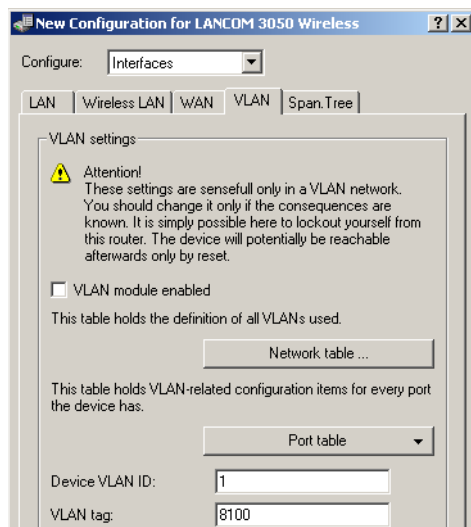 New Configuration for LANCOM 3050 Wireless
Configure: Interfaces
LAN Wireless LAN WAN VLAN Span.Tree
VLAN settings
Attention!
These settings are sensefull only in a VLAN network.
You should change it only if the consequences are
known. It is simply possible here to lockout yourself from
this router. The device will potentially be reachable
afterwards only by reset.
VLAN module enabled
This table holds the definition of all VLANs used.
Network table ...
This table holds VLAN-related configuration items for every port
the device has.
Port table
Device VLAN ID: 1
VLAN tag: 8100